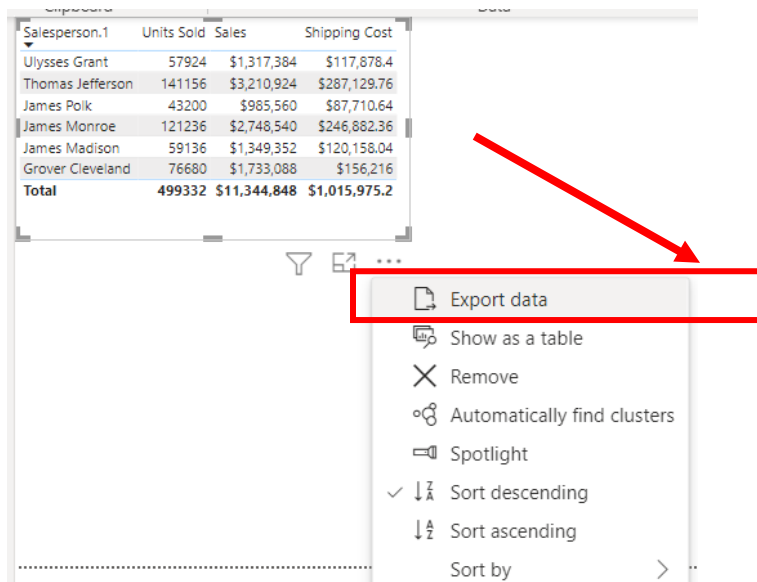 Clipboard Data
Salesperson.1 Units Sold Sales Shipping Cost
Ulysses Grant 57924 $1,317,384 $117,878.4
Thomas Jefferson 141156 $3,210,924 $287,129.76
James Polk 43200 $985,560 $87,710.64
James Monroe 121236 $2,748,540 $246,882.36
James Madison 59136 $1,349,352 $120,158.04
Grover Cleveland 76680 $1,733,088 $156,216
Total 499332 $11,344,848 $1,015,975.2
Export data
Show as a table
Remove
Automatically find clusters
Spotlight
Sort descending
Sort ascending
Sort by